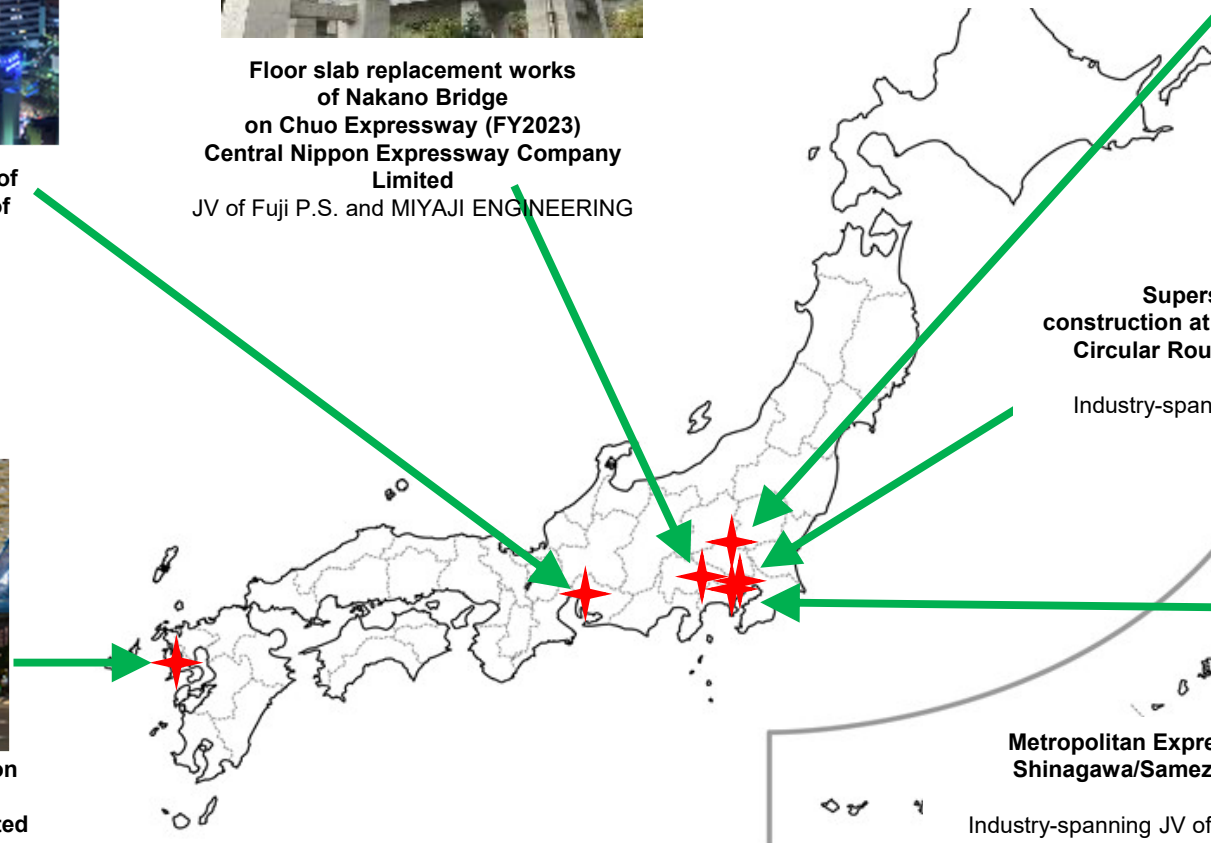 Floor slab replacement works
of Nakano Bridge
on Chuo Expressway (FY2023)
Central Nippon Expressway Company
Limited
JV of Fuji P.S. and MIYAJI ENGINEERING
of
construction at
Industry-span
Metropolitan Expre
Shinagawa/Samez
Industry-spanning JV of
Supers
Circular Rou
on
ted